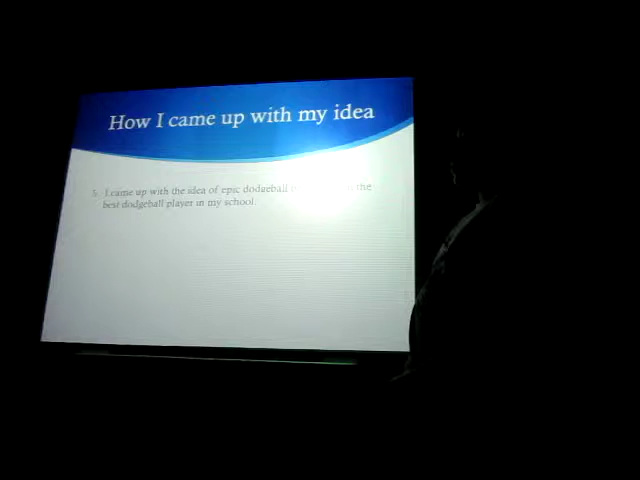 How I came up with my idea
5. I came up with the idea of epic dodgeball the
best dodgeball player in my school.